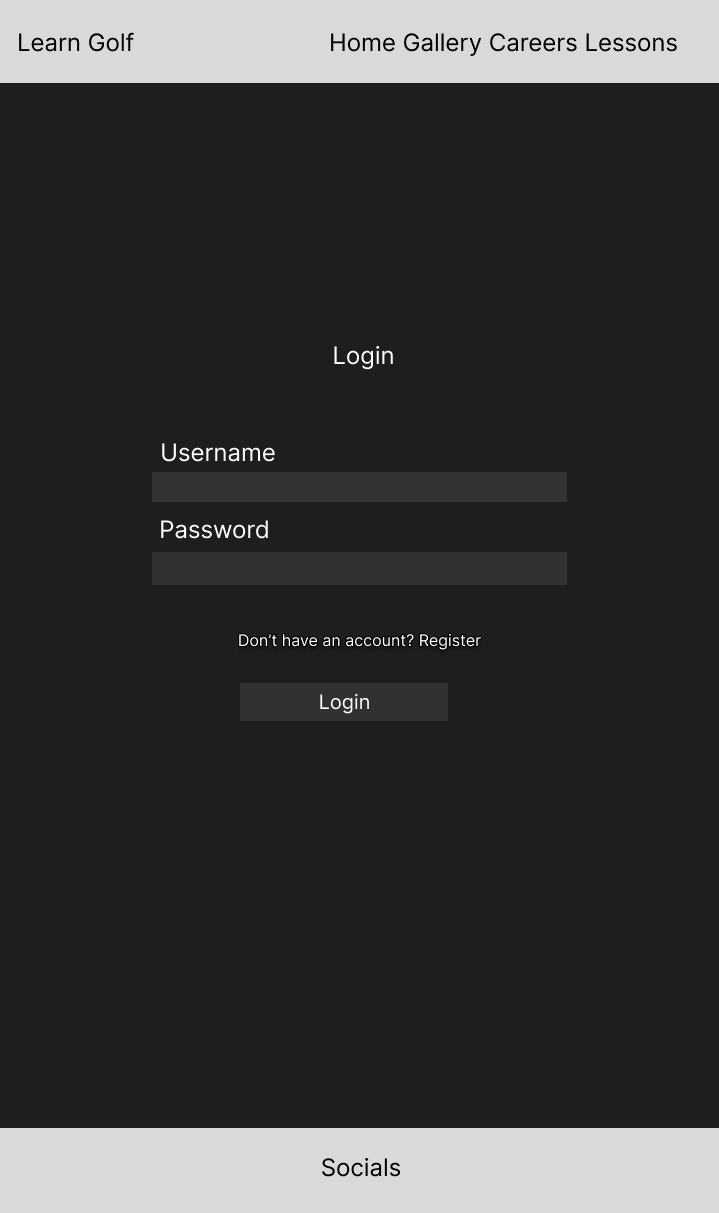 Learn Golf Home Gallery Careers Lessons
Login
Username
Password
Don’t have an account? Register
Login
Socials